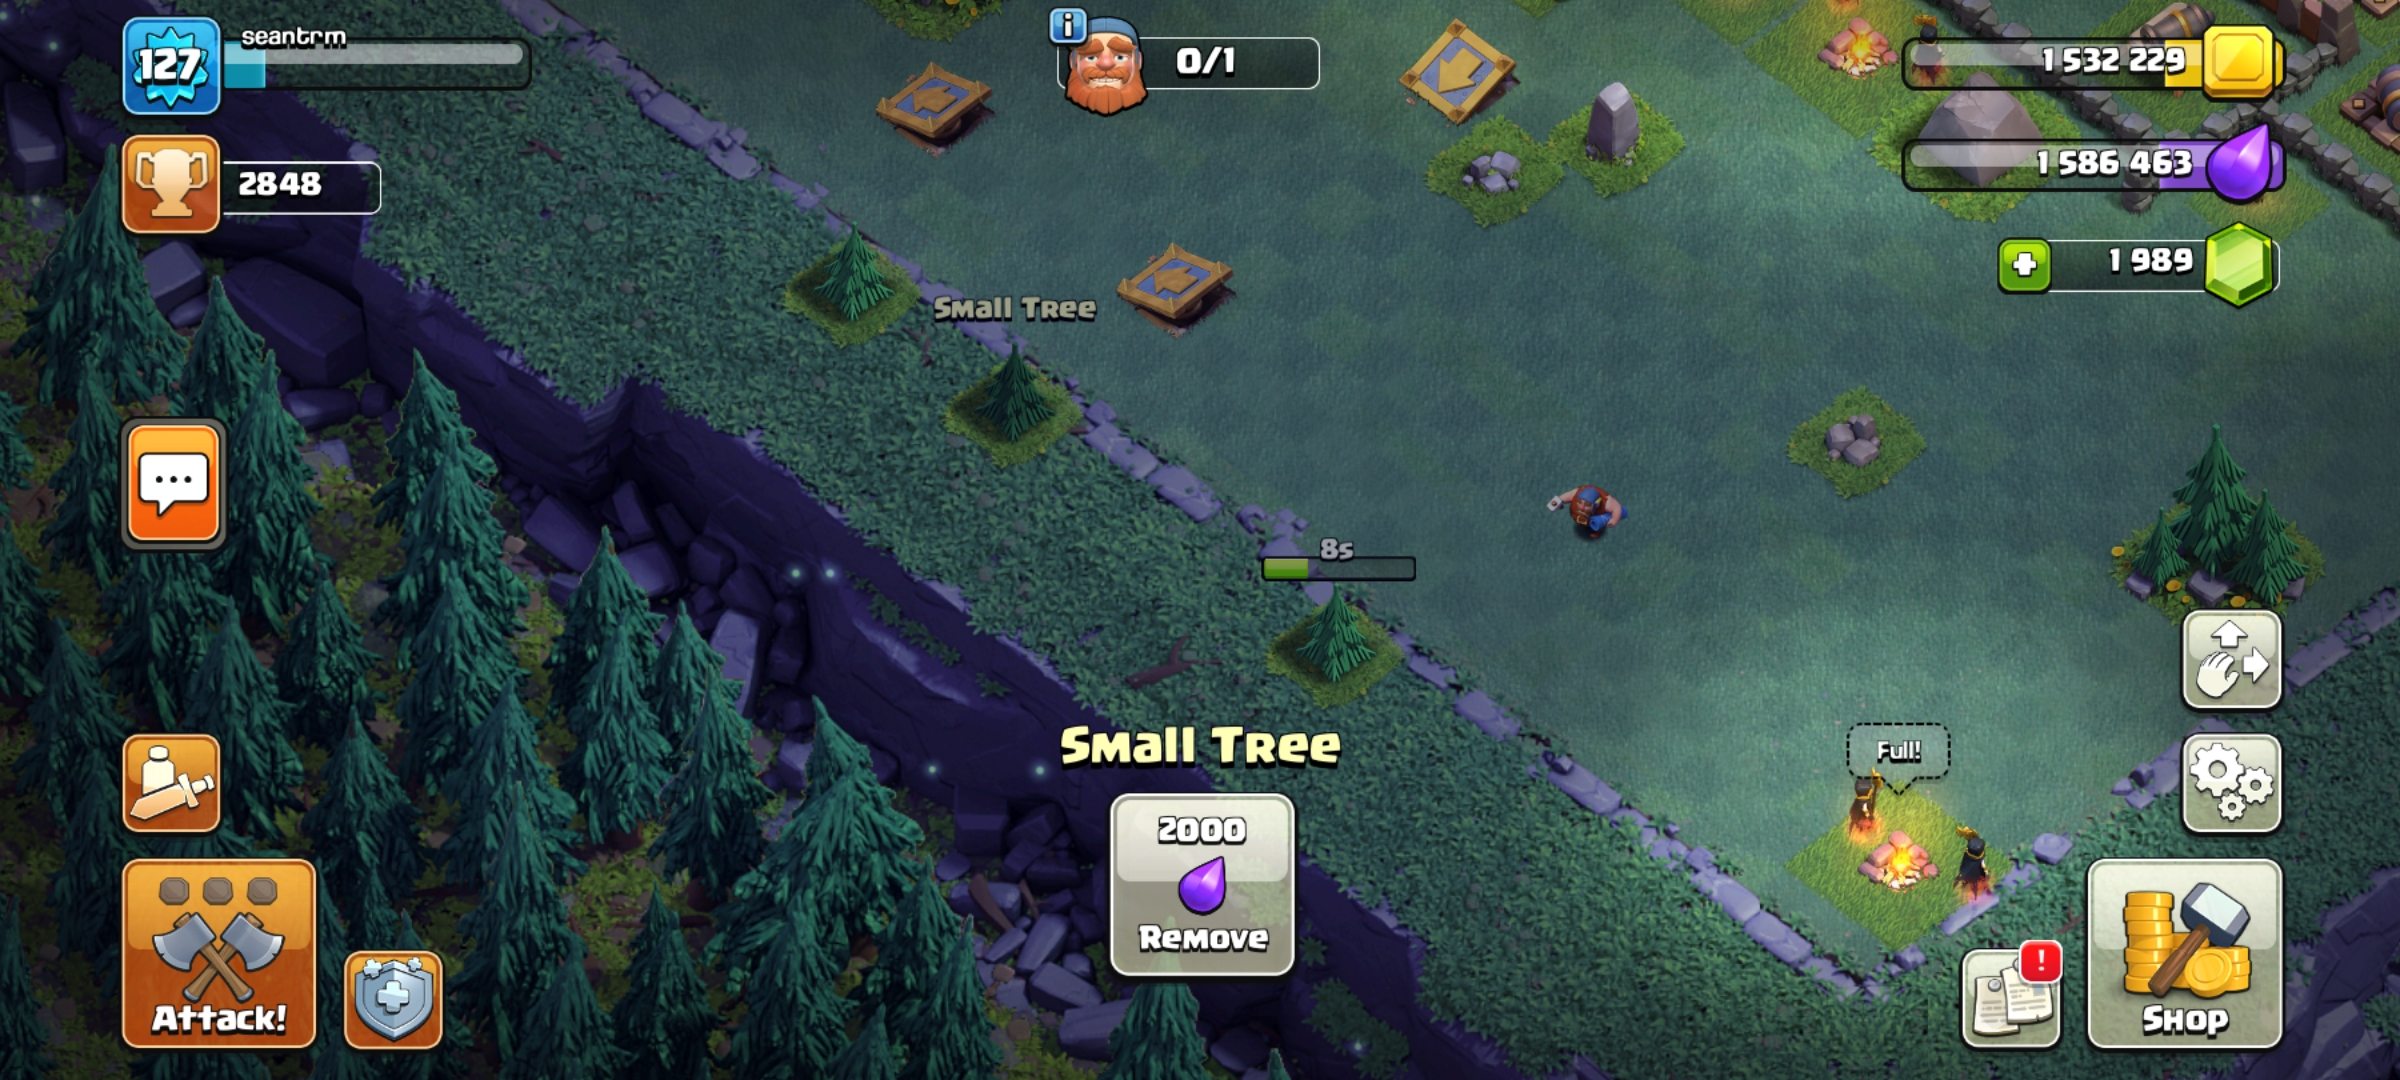 127
seantrm
0/1
1 532 229
2848
1 586 463
1 989
Small Tree
8s
Small Tree
Full!
2000
Remove
Attack!
!
Shop